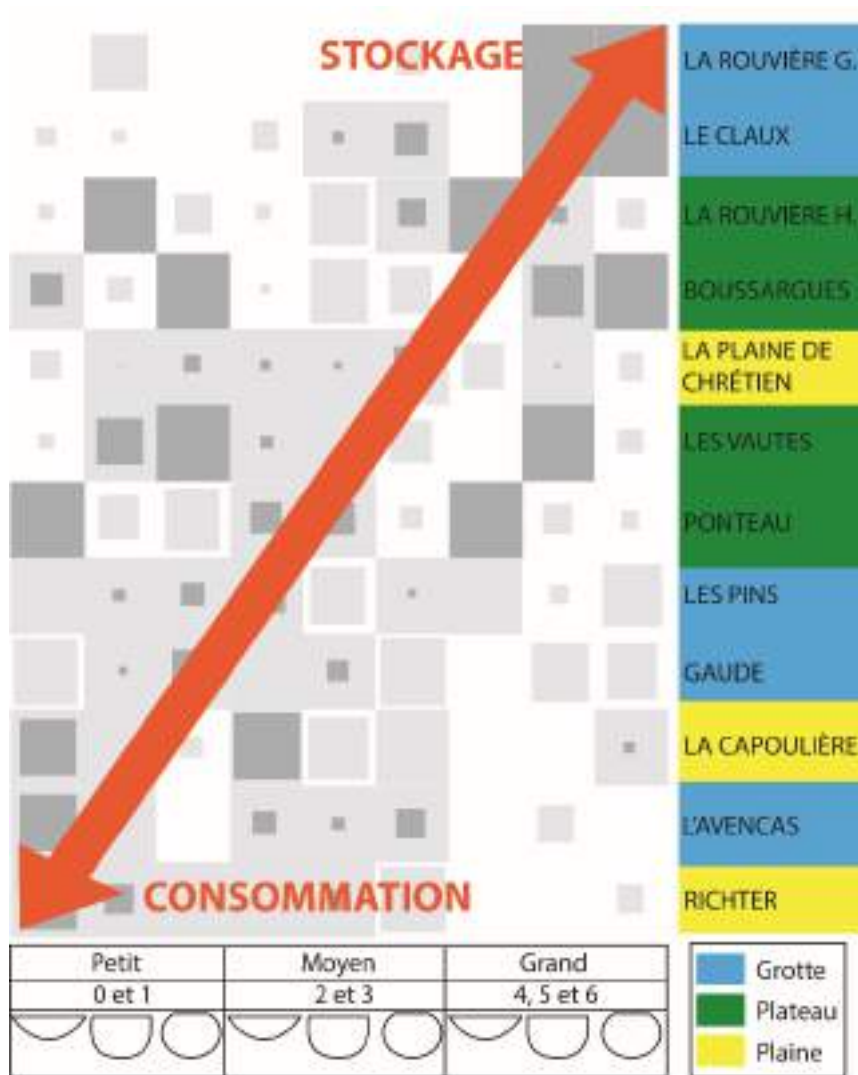 STOCKAGE
LA ROUVIÈRE G.
LE CLAUX
LA ROUVIÈRE H.
BOUSSARGUES
LA PLAINE DE
CHRÉTIEN
LES VAUTES
PONTEAU
LES PINS
GAUDE
LA CAPOULIÈRE
L'AVENCAS
CONSOMMATION
RICHTER
Petit Moyen Grand
0 et 1 2 et 3 4, 5 et 6
Grotte
Plateau
Plaine